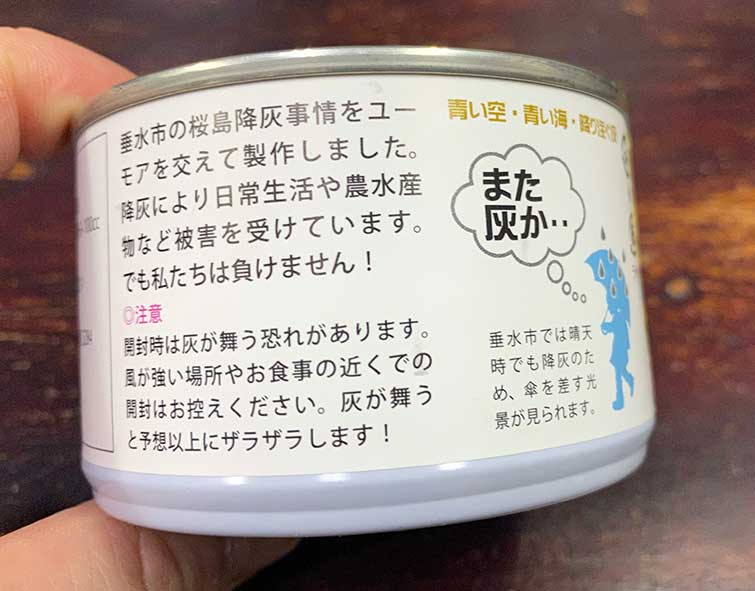 垂水市の桜島降灰事情をユー
モアを交えて製作しました。
降灰により日常生活や農水産
物など被害を受けています。
でも私たちは負けません！
◎注意
開封時は灰が舞う恐れがあります。
風が強い場所やお食事の近くでの
開封はお控えください。灰が舞う
と予想以上にザラザラします！
青い空・青い海・降り注ぐ灰
また
灰か‥
垂水市では晴天
時でも降灰のた
め、傘を差す光
景が見られます。
100cc